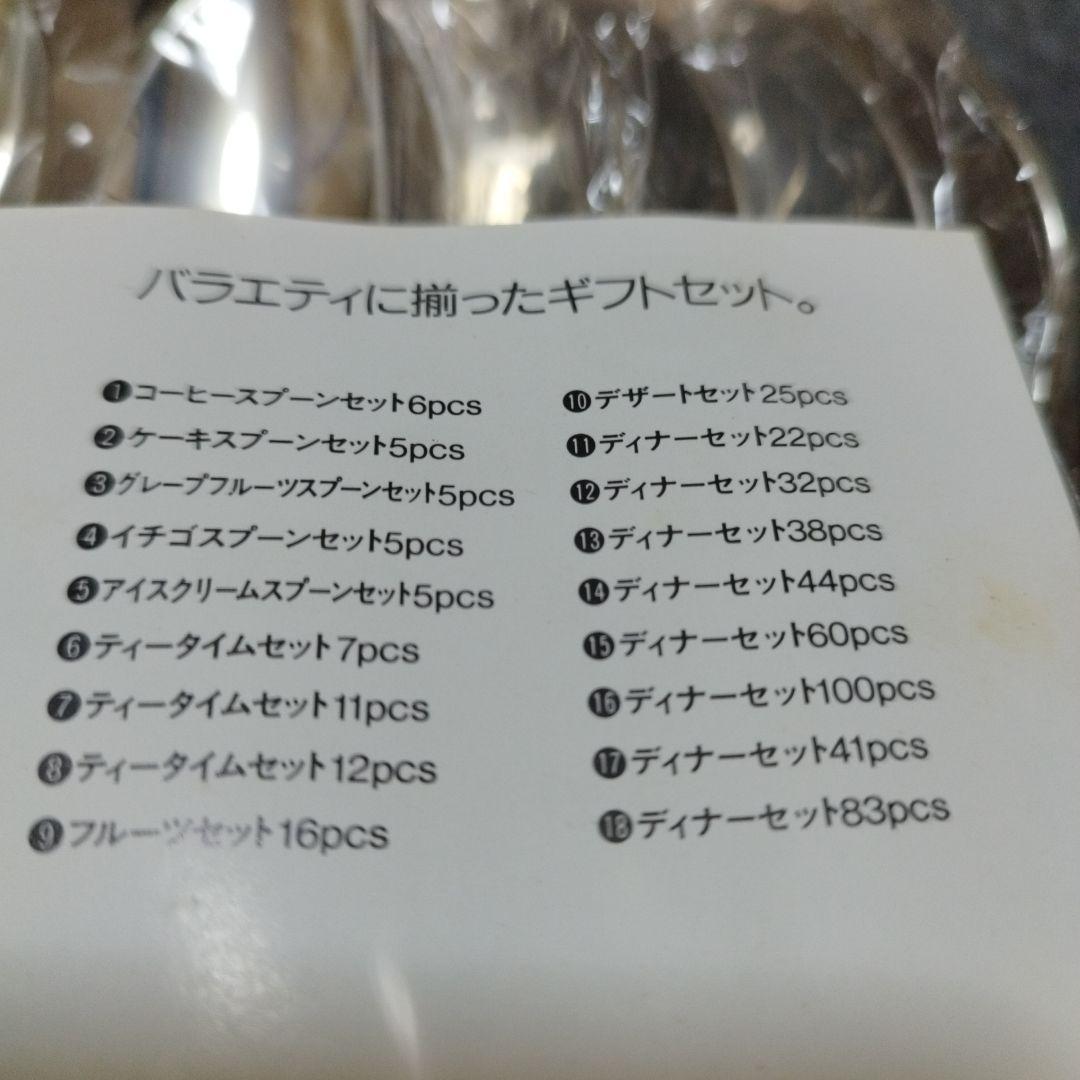 バラエティに揃ったギフトセット。
❶コーヒースプーンセット6pcs
❷ケーキスプーンセット5pcs
❸グレープフルーツスプーンセット5pcs
❹イチゴスプーンセット5pcs
❺アイスクリームスプーンセット5pcs
❻ティータイムセット7pcs
❼ティータイムセット11pcs
❽ティータイムセット12pcs
❾フルーツセット16pcs
❿デザートセット25pcs
⓫ディナーセット22pcs
⓬ディナーセット32pcs
⓭ディナーセット38pcs
⓮ディナーセット44pcs
⓯ディナーセット60pcs
⓰ディナーセット100pcs
⓱ディナーセット41pcs
⓲ディナーセット83pcs